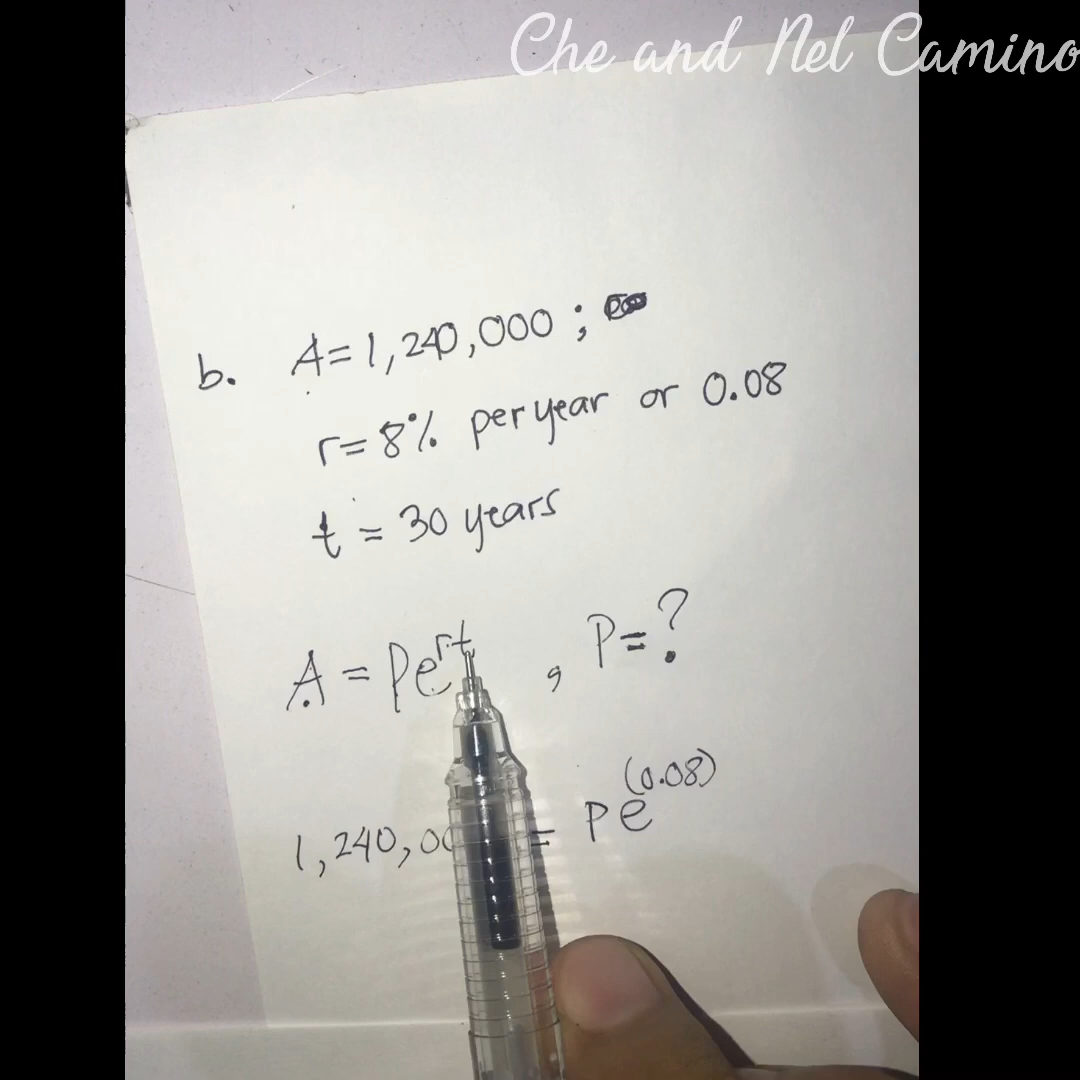 Che and Nel Camino
b. A = 1,240,000 ;
r = 8% per year or 0.08
t = 30 years
A = Pe^rt , P = ?
1,240,00 = Pe^(0.08)